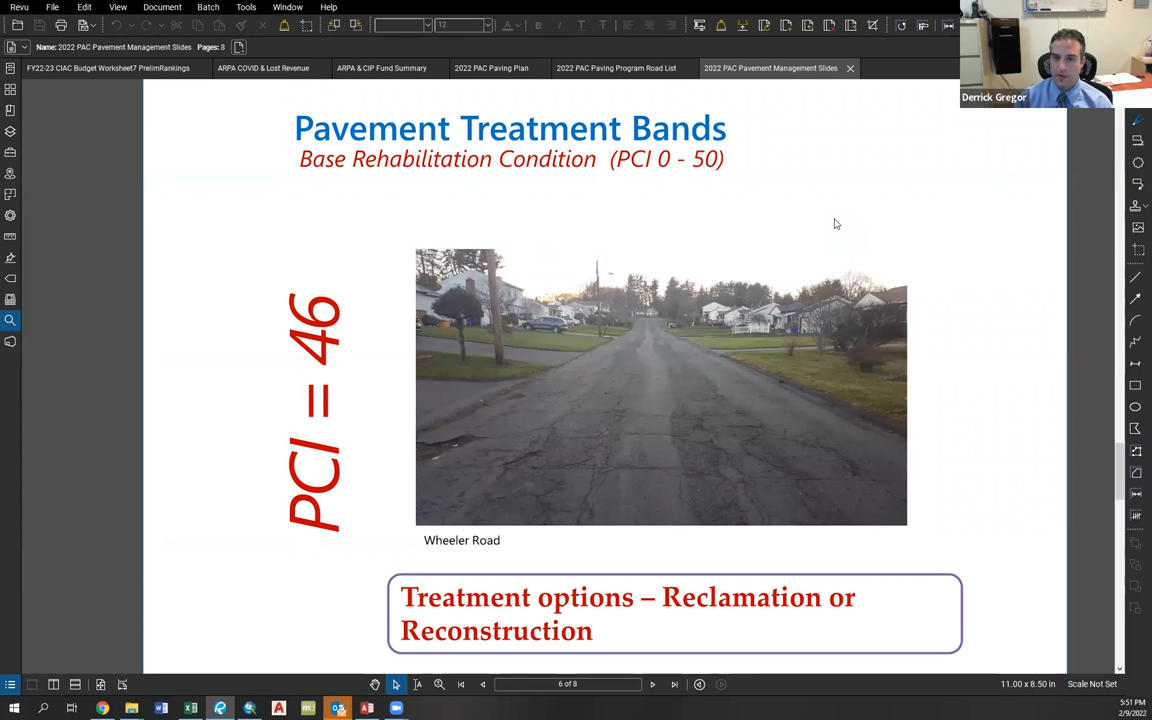 Revu File Edit View Document Batch Tools Window Help
12
Name: 2022 PAC Pavement Management Slides Pages: 8
FY22-23 CIAC Budget Worksheet7 PrelimRankings
ARPA COVID & Lost Revenue
ARPA & CIP Fund Summary
2022 PAC Paving Plan
2022 PAC Paving Program Road List
2022 PAC Pavement Management Slides
Derrick Gregor
Pavement Treatment Bands
Base Rehabilitation Condition (PCI 0 - 50)
PCI = 46
Wheeler Road
Treatment options – Reclamation or
Reconstruction
6 of 8
11.00 x 8.50 in
Scale Not Set
5:51 PM
2/9/2022